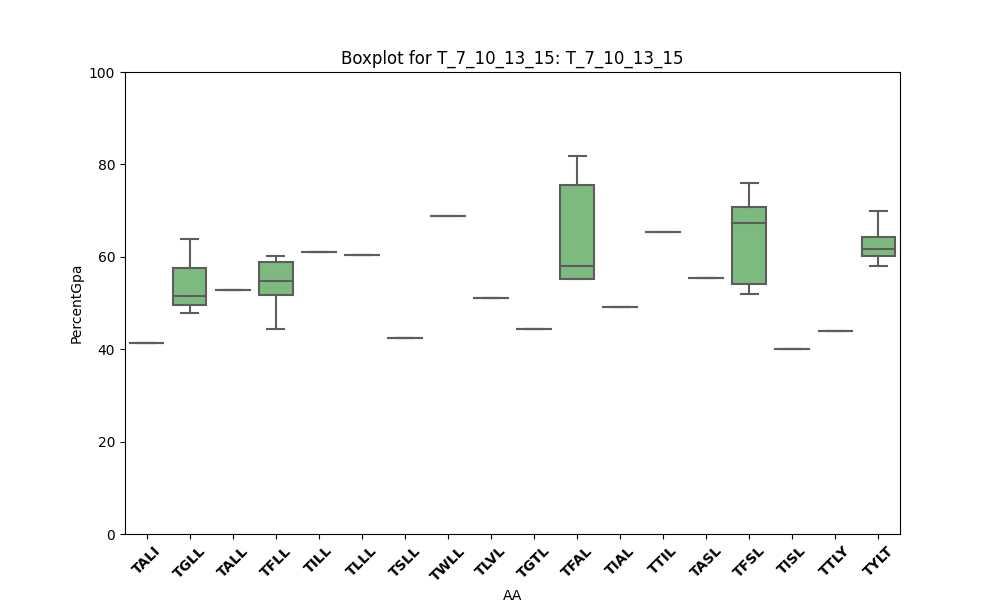 Boxplot for T_7_10_13_15: T_7_10_13_15
100
80
60
40
20
0
PercentGpa
TALI TGLL TALL TFLL TILL TLLL TSLL TWLL TLVL TGTL TFAL TIAL TTIL TASL TFSL TISL TTLY TYLT
AA